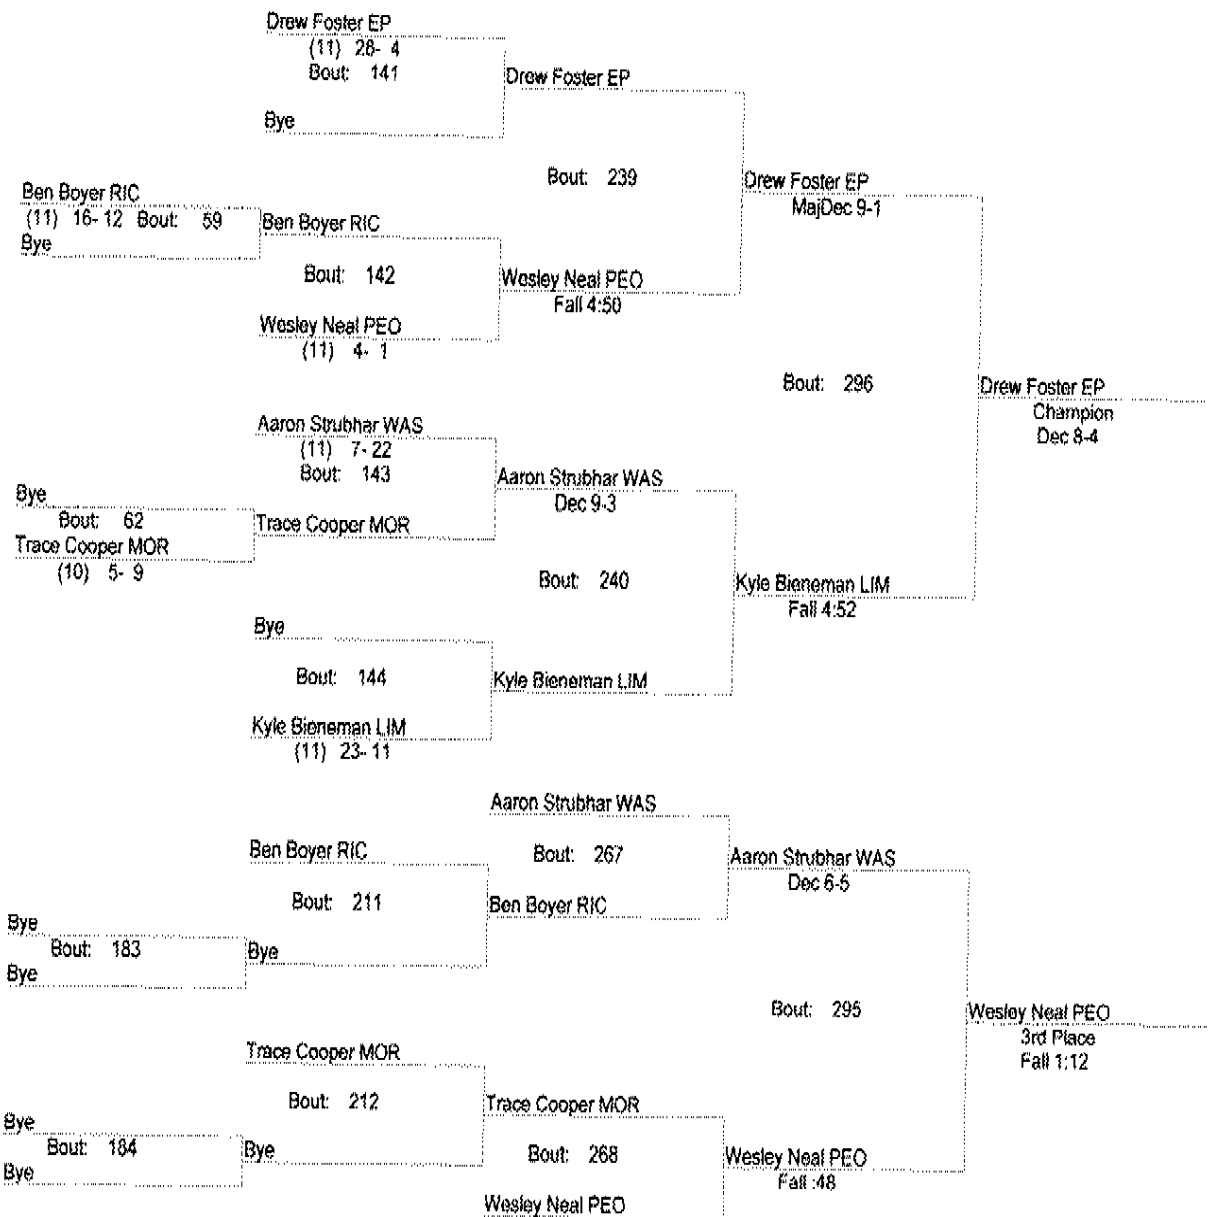 Drew Foster EP
(11) 28- 4
Bout: 141
Drew Foster EP
Bye
Bout: 239
Drew Foster EP
MajDec 9-1
Ben Boyer RIC
(11) 16- 12 Bout: 59
Bye
Ben Boyer RIC
Bout: 142
Wesley Neal PEO
Fall 4:50
Wesley Neal PEO
(11) 4- 1
Bout: 296
Drew Foster EP
Champion
Dec 8-4
Aaron Strubhar WAS
(11) 7- 22
Bout: 143
Aaron Strubhar WAS
Dec 9-3
Bye
Bout: 62
Trace Cooper MOR
(10) 5- 9
Trace Cooper MOR
Bout: 240
Kyle Bieneman LIM
Fall 4:52
Bye
Bout: 144
Kyle Bieneman LIM
Kyle Bieneman LIM
(11) 23- 11
Aaron Strubhar WAS
Ben Boyer RIC
Bout: 267
Aaron Strubhar WAS
Dec 6-5
Bout: 211
Ben Boyer RIC
Bye
Bout: 183
Bye
Bye
Bout: 295
Wesley Neal PEO
3rd Place
Fall 1:12
Trace Cooper MOR
Bout: 212
Trace Cooper MOR
Bye
Bout: 184
Bye
Bye
Bout: 268
Wesley Neal PEO
Fall :48
Wesley Neal PEO